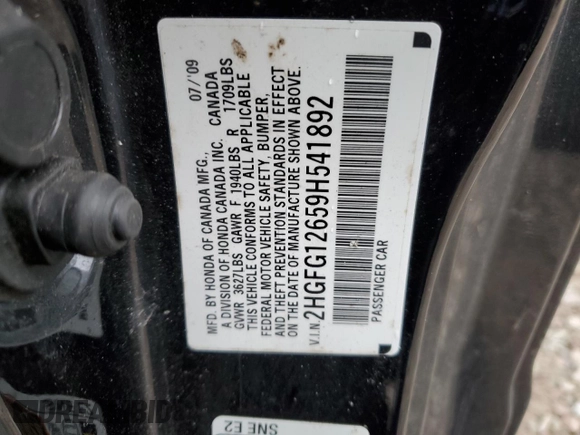 MFD. BY HONDA OF CANADA MFG., 07/'09
A DIVISION OF HONDA CANADA INC. CANADA
GVWR 3627LBS GAWR F 1940LBS R 1709LBS
THIS VEHICLE CONFORMS TO ALL APPLICABLE
FEDERAL MOTOR VEHICLE SAFETY, BUMPER,
AND THEFT PREVENTION STANDARDS IN EFFECT
ON THE DATE OF MANUFACTURE SHOWN ABOVE.
V.I.N. 2HGFG12659H541892
PASSENGER CAR
SNE E2
DREAMBID